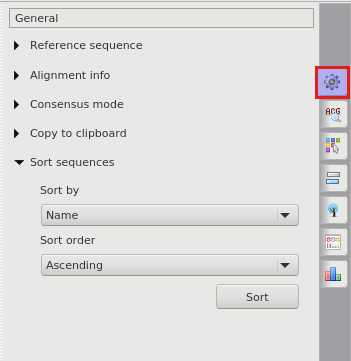 General
Reference sequence
Alignment info
ACG
Consensus mode
Copy to clipboard
Sort sequences
Sort by
Name
Sort order
Ascending
Sort